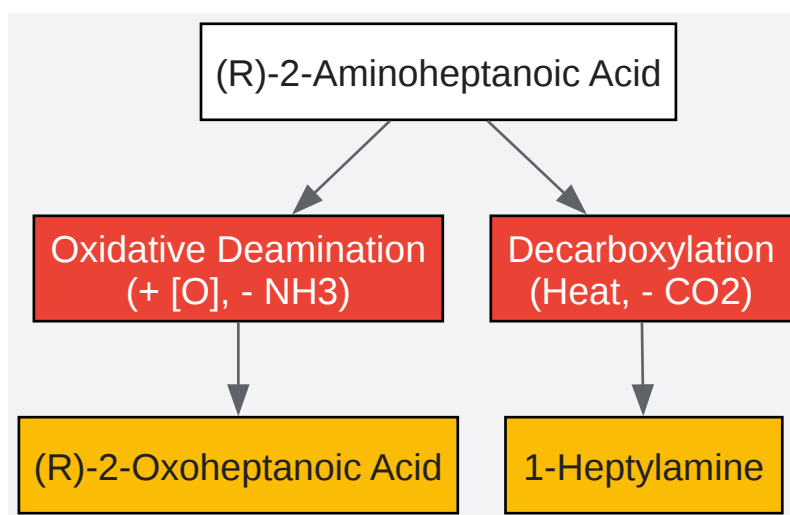 (R)-2-Aminoheptanoic Acid
Oxidative Deamination
(+ [O], - NH3)
Decarboxylation
(Heat, - CO2)
(R)-2-Oxoheptanoic Acid
1-Heptylamine